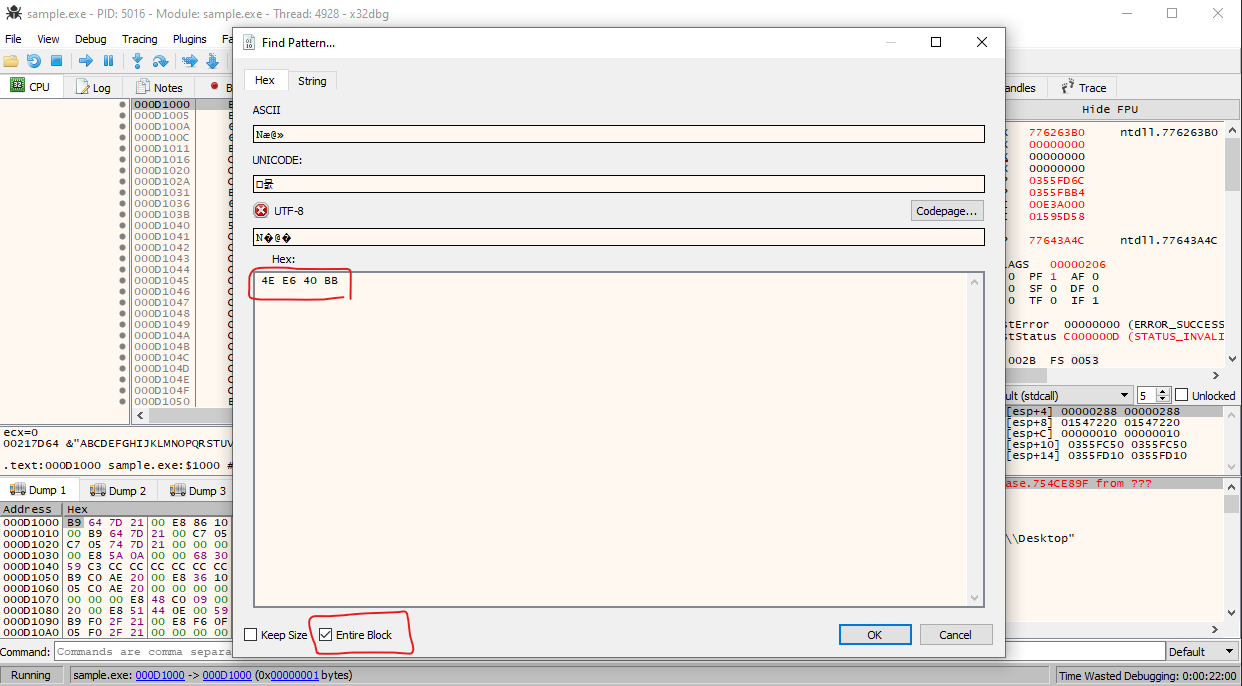 sample.exe - PID: 5016 - Module: sample.exe - Thread: 4928 - x32dbg
File View Debug Tracing Plugins Fa
CPU Log Notes B
Find Pattern...
Hex String
ASCII
Næ@»
UNICODE:
UTF-8
Codepage...
N�@�
Hex:
4E E6 40 BB
Keep Size Entire Block OK Cancel
andles Trace
Hide FPU
000D1000
000D1005
000D100A
000D100C
000D1011
000D1016
000D1020
000D102A
000D1031
000D1036
000D103B
000D1040
000D1041
000D1042
000D1043
000D1044
000D1045
000D1046
000D1047
000D1048
000D1049
000D104A
000D104B
000D104C
000D104D
000D104E
000D104F
000D1050
776263B0 ntdll.776263B0
00000000
00000000
00000000
0355FD6C
0355FBB4
00E3A000
01595D58
77643A4C ntdll.77643A4C
LAGS 00000206
0 PF 1 AF 0
0 SF 0 DF 0
0 TF 0 IF 1
stError 00000000 (ERROR_SUCCESS
stStatus C000000D (STATUS_INVALI
002B FS 0053
ult (stdcall) 5 Unlocked
[esp+4] 00000288 00000288
[esp+8] 01547220 01547220
[esp+C] 00000010 00000010
[esp+10] 0355FC50 0355FC50
[esp+14] 0355FD10 0355FD10
ecx=0
00217D64 &"ABCDEFGHIJKLMNOPQRSTUV
.text:000D1000 sample.exe:$1000 #
Dump 1 Dump 2 Dump 3
ase.754CE89F from ???
\\Desktop"
Address Hex
000D1000 B9 64 7D 21 00 E8 86 10
000D1010 00 B9 64 7D 21 00 C7 05
000D1020 C7 05 74 7D 21 00 00 00
000D1030 00 E8 5A 0A 00 00 68 30
000D1040 59 C3 CC CC CC CC CC CC
000D1050 B9 C0 AE 20 00 E8 36 10
000D1060 05 C0 AE 20 00 00 00 00
000D1070 00 00 00 E8 48 C0 09 00
000D1080 20 00 E8 51 44 0E 00 59
000D1090 B9 F0 2F 21 00 E8 F6 0F
000D10A0 05 F0 2F 21 00 00 00 00
Command: Commands are comma separa Default
Running sample.exe: 000D1000 -> 000D1000 (0x00000001 bytes) Time Wasted Debugging: 0:00:22:00